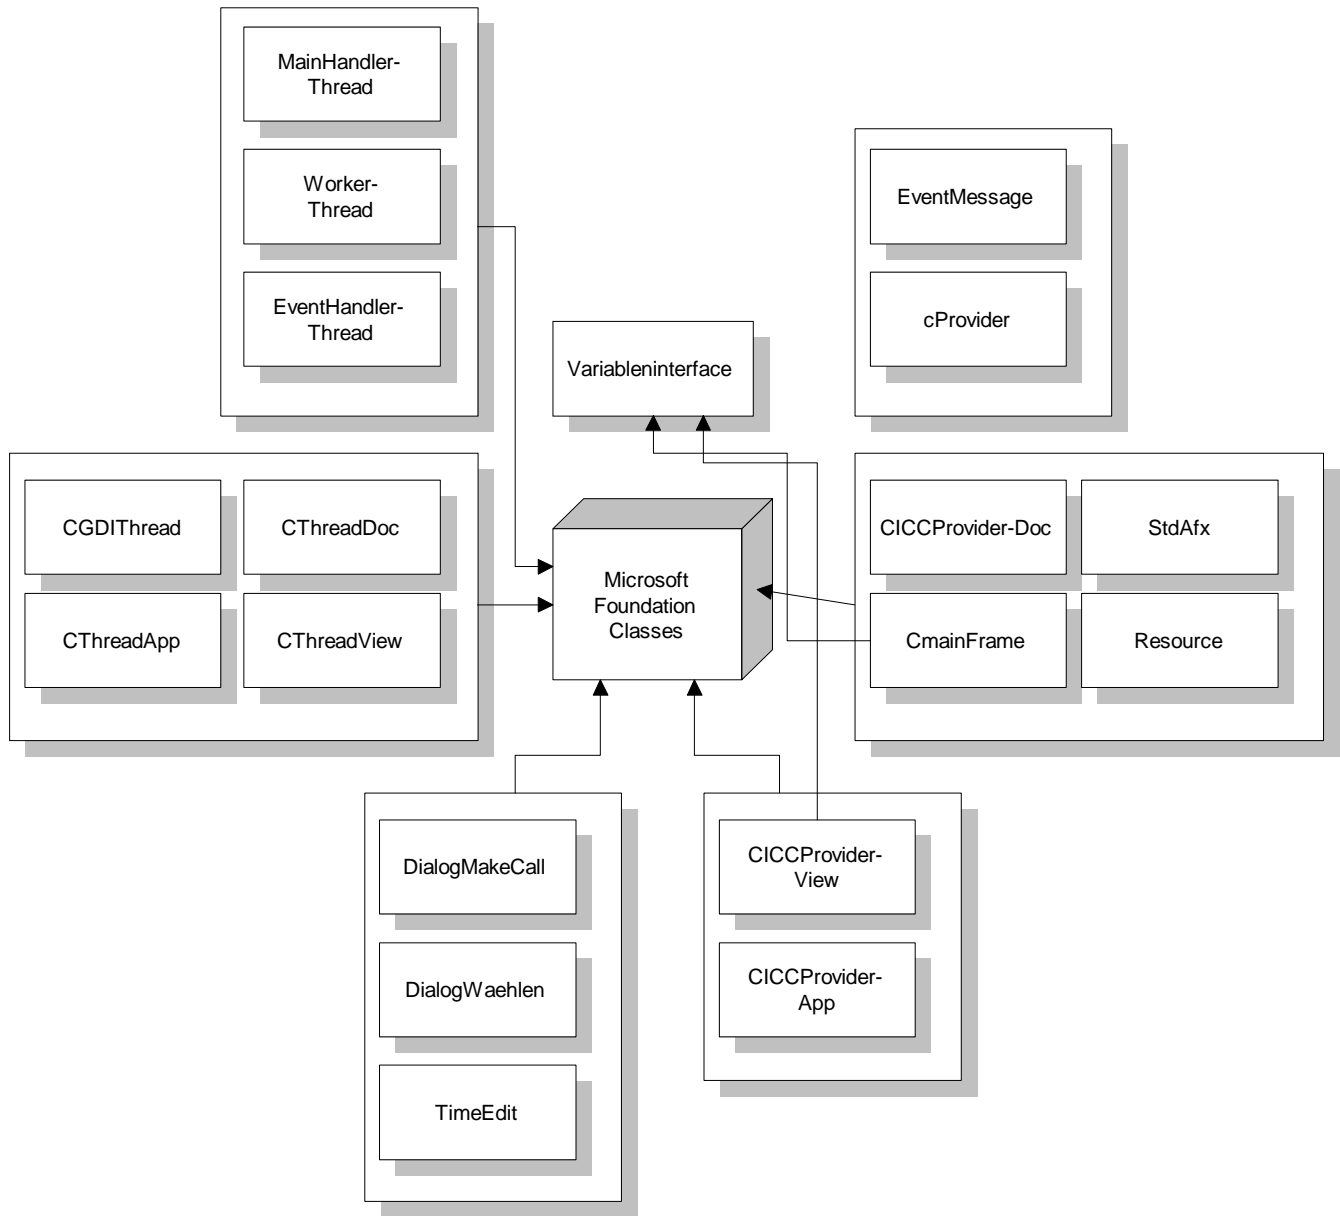 MainHandler-
Thread
Worker-
Thread
EventHandler-
Thread
EventMessage
cProvider
Variableninterface
CGDIThread
CThreadDoc
CThreadApp
CThreadView
Microsoft
Foundation
Classes
CICCProvider-Doc
StdAfx
CmainFrame
Resource
DialogMakeCall
DialogWaehlen
TimeEdit
CICCProvider-
View
CICCProvider-
App